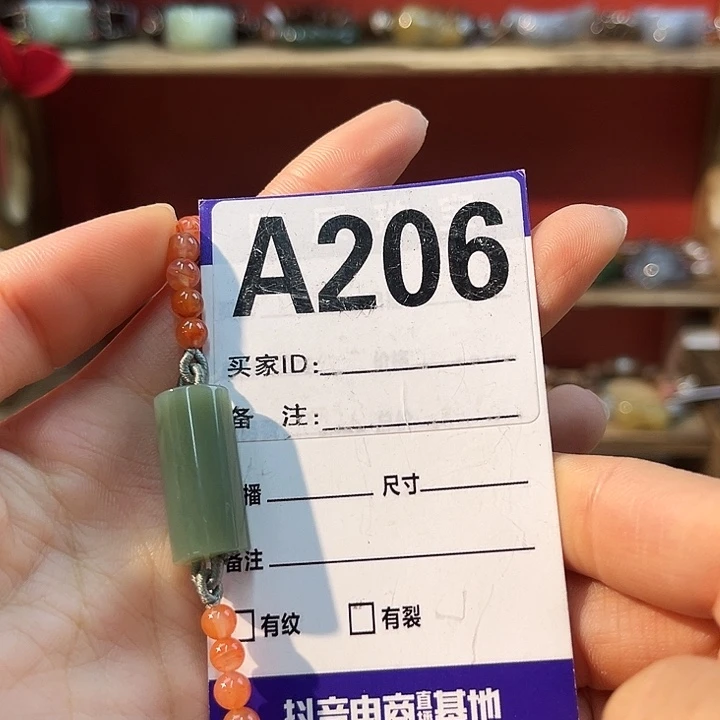 A206
买家ID:
备 注:
播 尺寸
备注
有纹 有裂
抖音电商直播基地